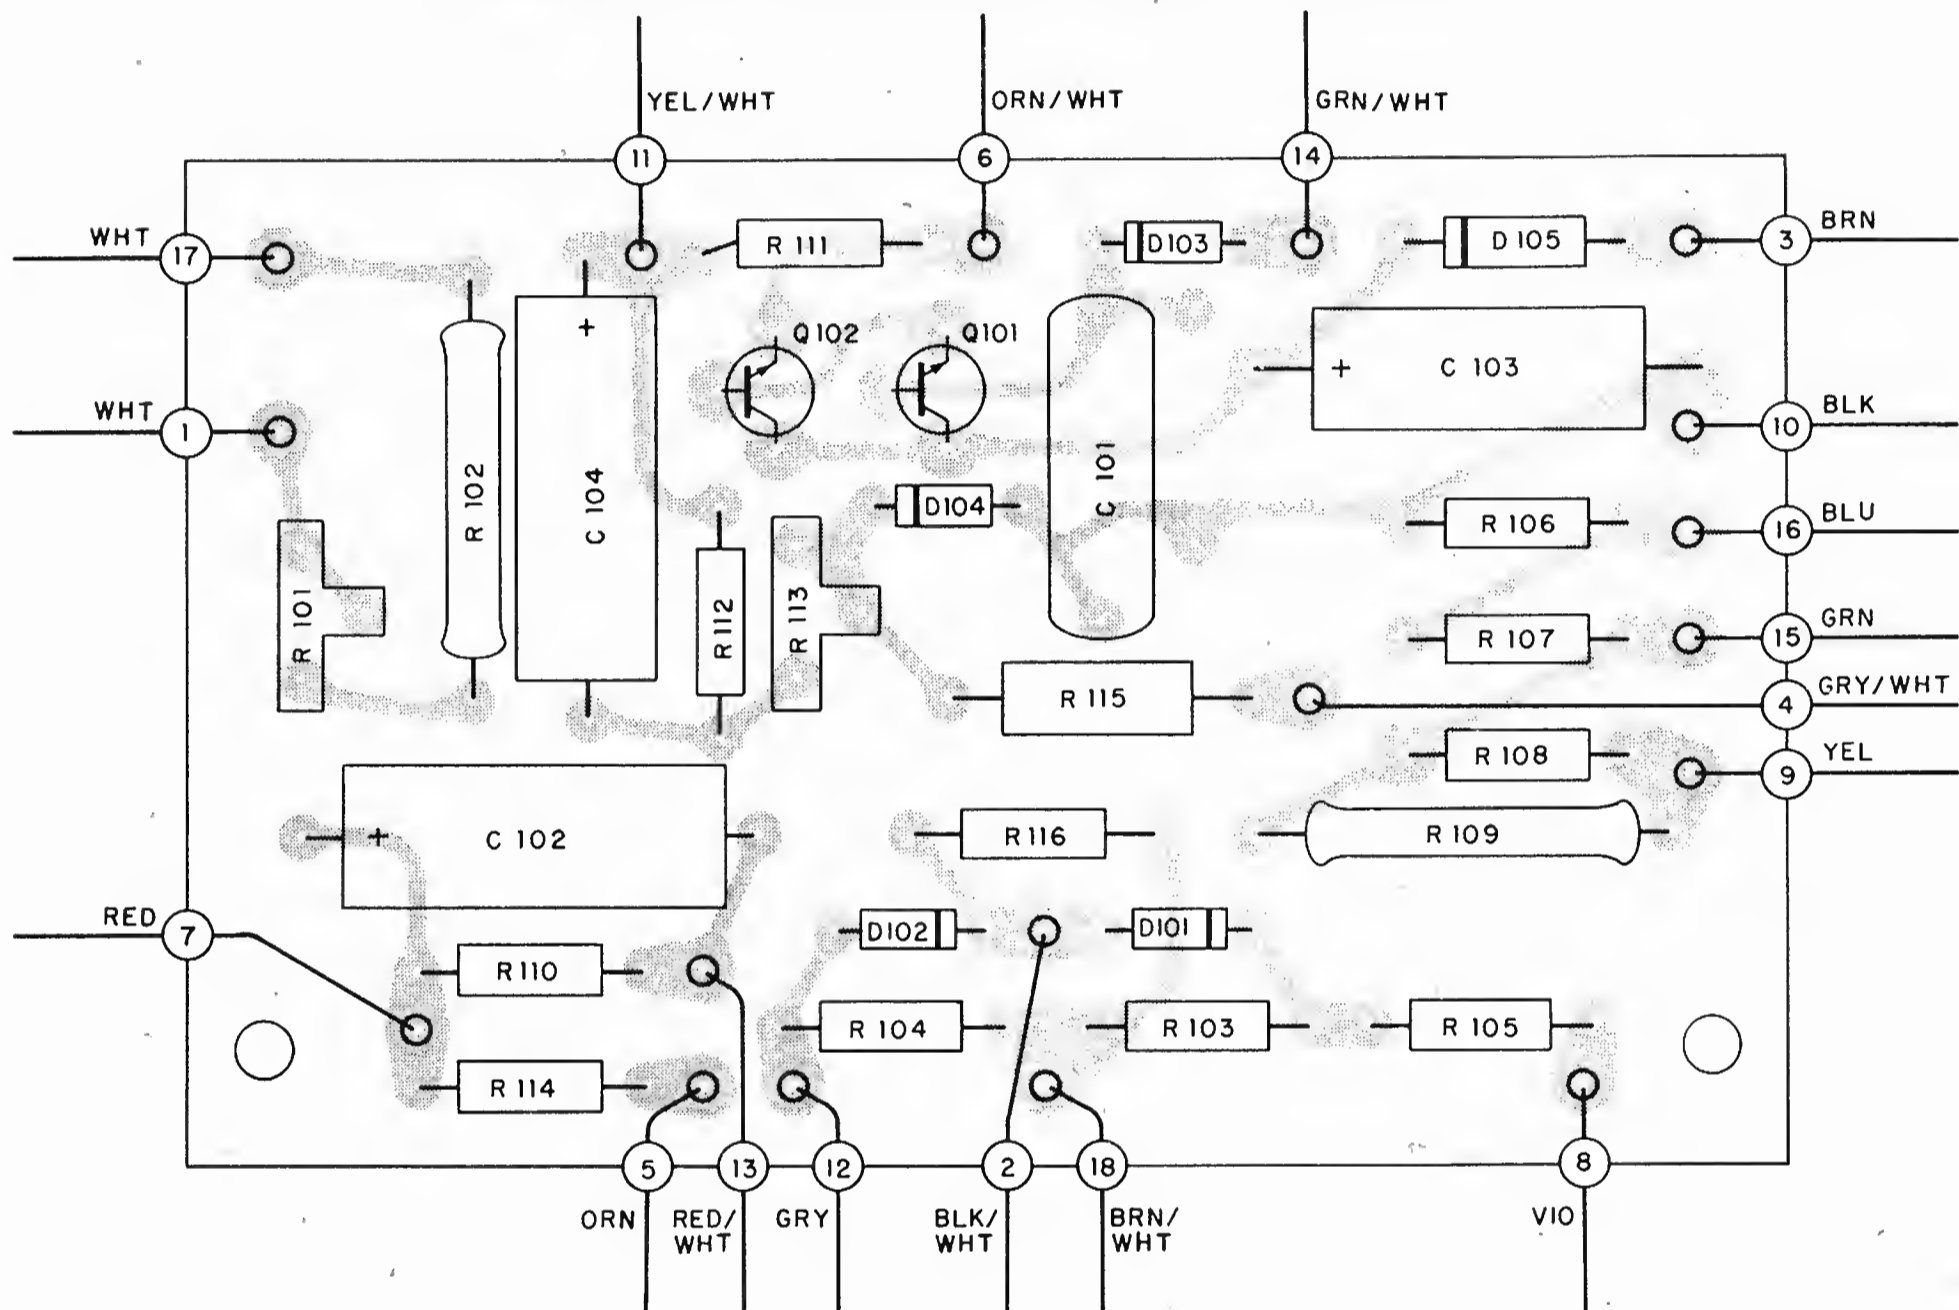 YEL/WHT
ORN/WHT
GRN/WHT
11
6
14
WHT
17
R 111
D103
D 105
3
BRN
+
Q102
Q101
+
C 103
WHT
1
10
BLK
R 102
C 104
C 101
D104
R 106
16
BLU
R 101
R 112
R 113
R 107
15
GRN
R 115
4
GRY/WHT
R 108
9
YEL
+
C 102
R 116
R 109
RED
7
D102
D101
R 110
R 104
R 103
R 105
R 114
5
13
12
2
18
8
ORN
RED/
WHT
GRY
BLK/
WHT
BRN/
WHT
VIO